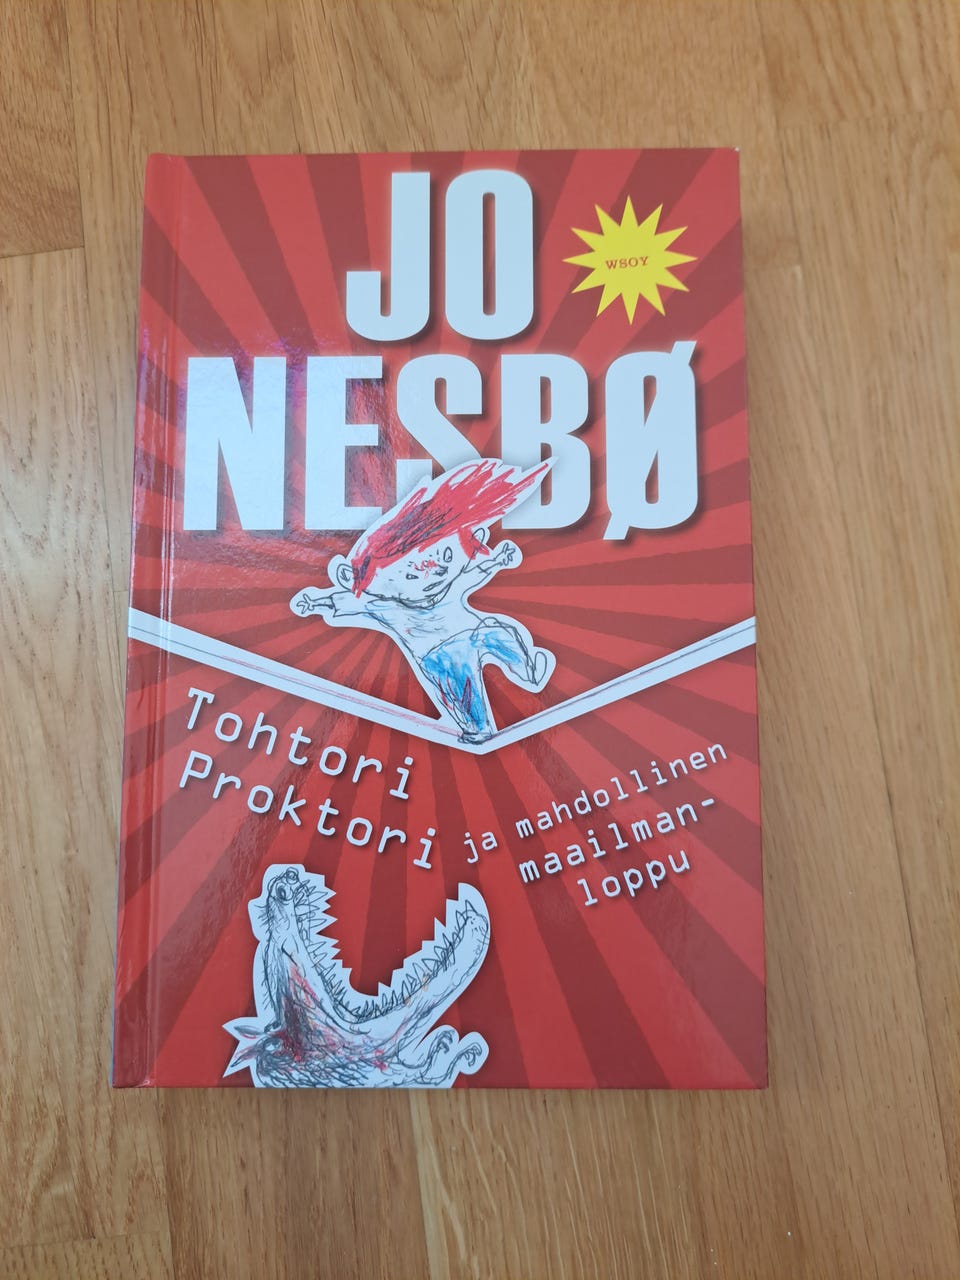 JO
WSOY
NESBØ
Tohtori
Proktori
ja mahdollinen
maailman-
loppu